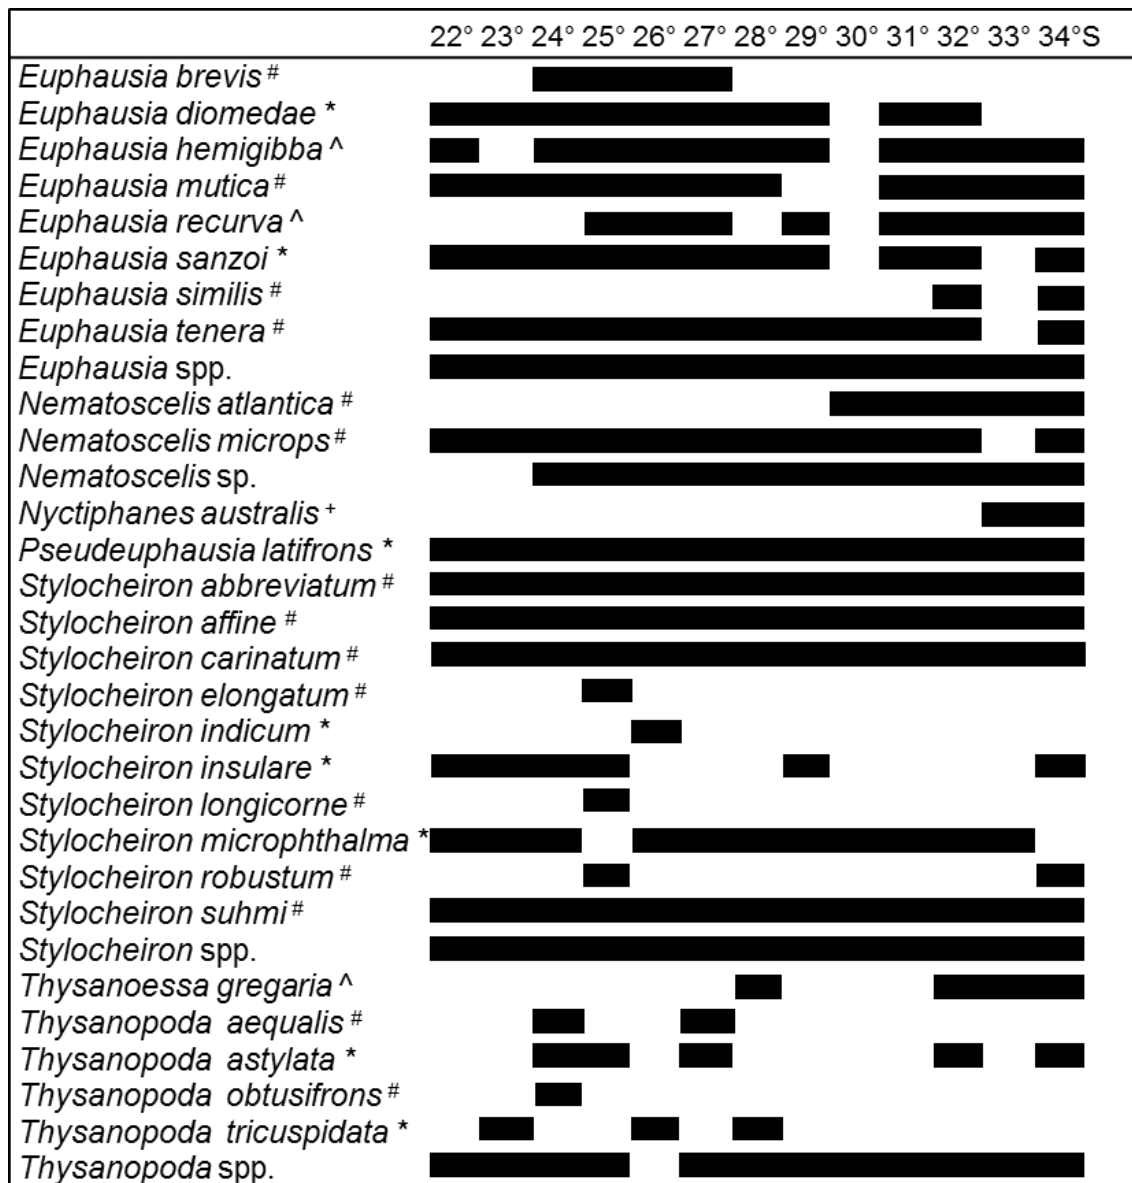 22° 23° 24° 25° 26° 27° 28° 29° 30° 31° 32° 33° 34°S
Euphausia brevis #
Euphausia diomedae *
Euphausia hemigibba ^
Euphausia mutica #
Euphausia recurva ^
Euphausia sanzoi *
Euphausia similis #
Euphausia tenera #
Euphausia spp.
Nematoscelis atlantica #
Nematoscelis microps #
Nematoscelis sp.
Nyctiphanes australis +
Pseudeuphausia latifrons *
Stylocheiron abbreviatum #
Stylocheiron affine #
Stylocheiron carinatum #
Stylocheiron elongatum #
Stylocheiron indicum *
Stylocheiron insulare *
Stylocheiron longicorne #
Stylocheiron microphthalma *
Stylocheiron robustum #
Stylocheiron suhmi #
Stylocheiron spp.
Thysanoessa gregaria ^
Thysanopoda aequalis #
Thysanopoda astylata *
Thysanopoda obtusifrons #
Thysanopoda tricuspidata *
Thysanopoda spp.